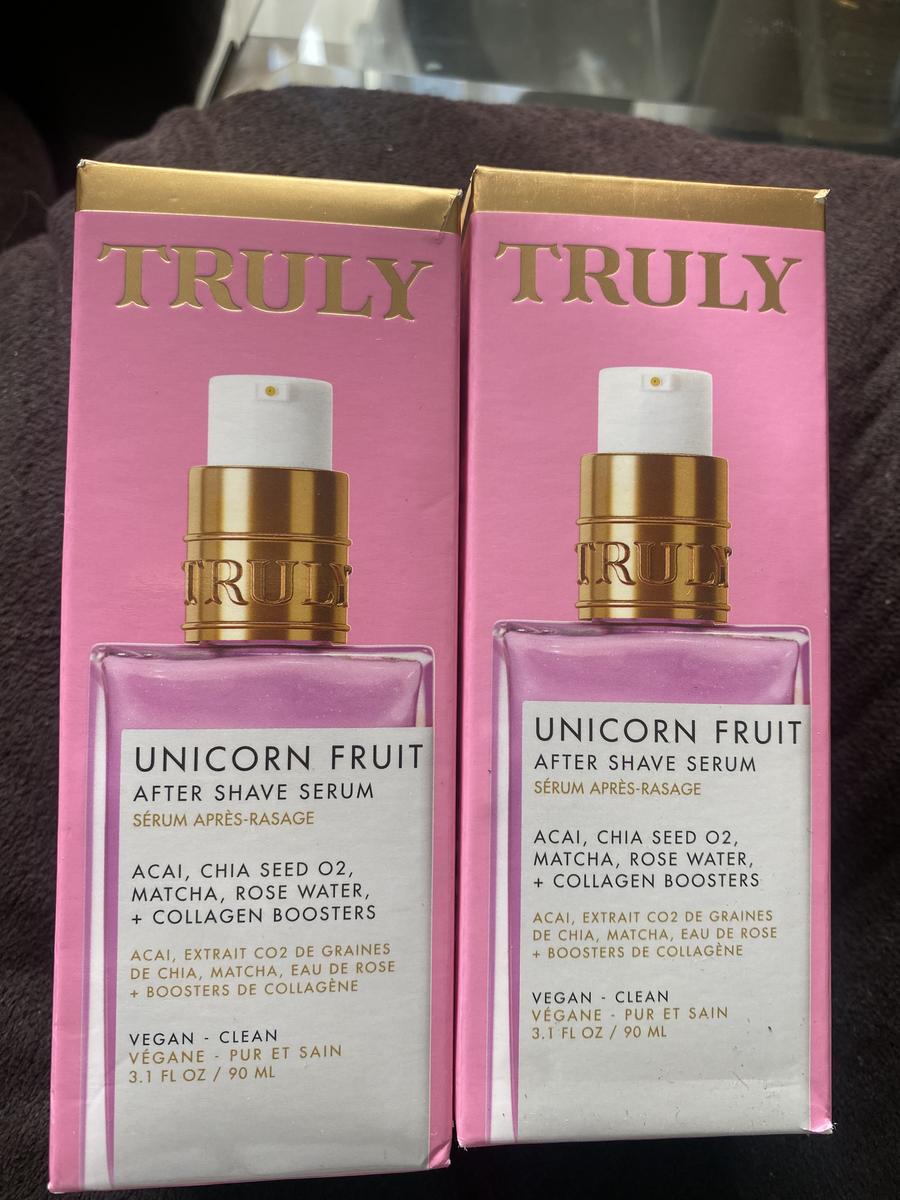 TRULY
TRULY
UNICORN FRUIT
AFTER SHAVE SERUM
SÉRUM APRÈS-RASAGE
ACAI, CHIA SEED O2,
MATCHA, ROSE WATER,
+ COLLAGEN BOOSTERS
ACAI, EXTRAIT CO2 DE GRAINES
DE CHIA, MATCHA, EAU DE ROSE
+ BOOSTERS DE COLLAGÈNE
VEGAN - CLEAN
VÉGANE - PUR ET SAIN
3.1 FL OZ / 90 ML
TRULY
TRULY
UNICORN FRUIT
AFTER SHAVE SERUM
SÉRUM APRÈS-RASAGE
ACAI, CHIA SEED O2,
MATCHA, ROSE WATER,
+ COLLAGEN BOOSTERS
ACAI, EXTRAIT CO2 DE GRAINES
DE CHIA, MATCHA, EAU DE ROSE
+ BOOSTERS DE COLLAGÈNE
VEGAN - CLEAN
VÉGANE - PUR ET SAIN
3.1 FL OZ / 90 ML